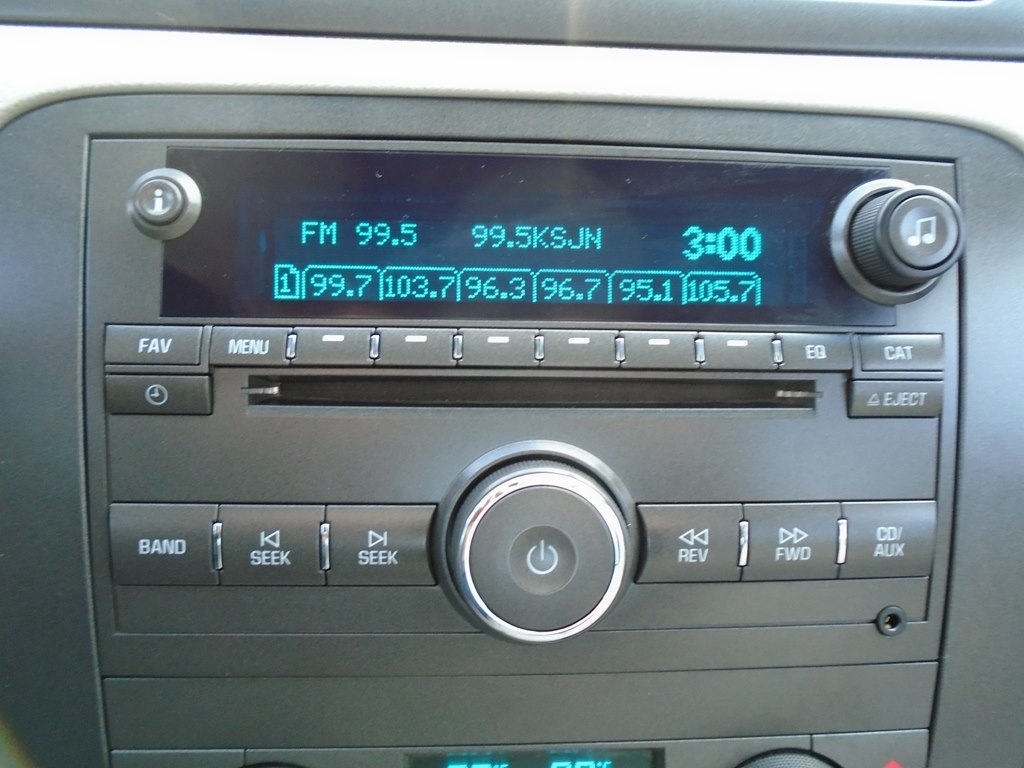 i
FM 99.5 99.5KSJN 3:00
1 99.7 103.7 96.3 96.7 95.1 105.7
FAV MENU EQ CAT
EJECT
BAND SEEK SEEK REV FWD CD/
AUX